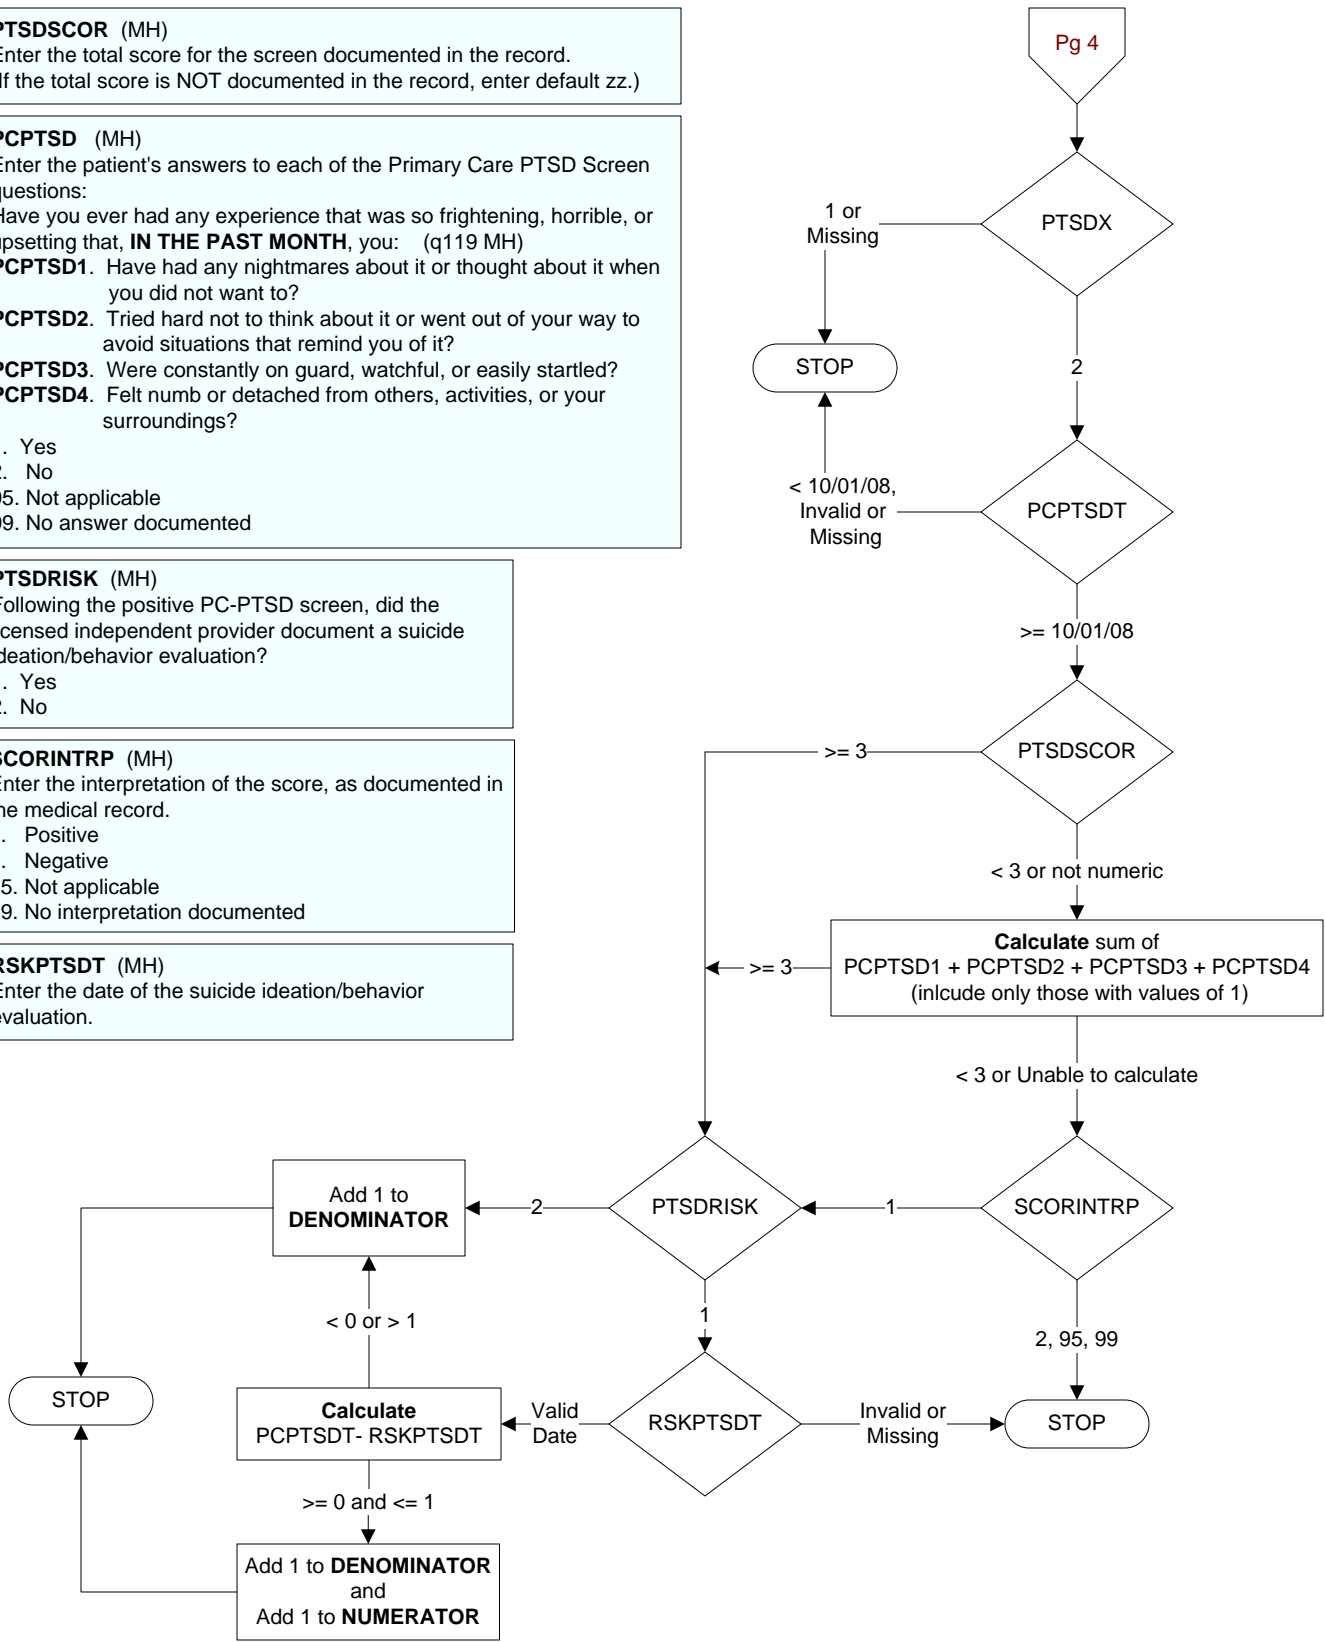 PTSDSCOR (MH)
Enter the total score for the screen documented in the record.
If the total score is NOT documented in the record, enter default zz.)
PCPTSD (MH)
Enter the patient's answers to each of the Primary Care PTSD Screen
questions:
Have you ever had any experience that was so frightening, horrible, or
upsetting that, IN THE PAST MONTH, you: (q119 MH)
PCPTSD1. Have had any nightmares about it or thought about it when
you did not want to?
PCPTSD2. Tried hard not to think about it or went out of your way to
avoid situations that remind you of it?
PCPTSD3. Were constantly on guard, watchful, or easily startled?
PCPTSD4. Felt numb or detached from others, activities, or your
surroundings?
. Yes
2. No
95. Not applicable
99. No answer documented
PTSDRISK (MH)
Following the positive PC-PTSD screen, did the
icensed independent provider document a suicide
ideation/behavior evaluation?
. Yes
2. No
SCORINTRP (MH)
Enter the interpretation of the score, as documented in
he medical record.
. Positive
. Negative
5. Not applicable
9. No interpretation documented
RSKPTSDT (MH)
Enter the date of the suicide ideation/behavior
evaluation.
Pg 4
PTSDX
1 or
Missing
STOP
2
PCPTSDT
< 10/01/08,
Invalid or
Missing
>= 10/01/08
PTSDSCOR
>= 3
< 3 or not numeric
Calculate sum of
PCPTSD1 + PCPTSD2 + PCPTSD3 + PCPTSD4
(inlcude only those with values of 1)
>= 3
< 3 or Unable to calculate
SCORINTRP
1
2, 95, 99
STOP
PTSDRISK
2
Add 1 to
DENOMINATOR
1
RSKPTSDT
Invalid or
Missing
Valid
Date
Calculate
PCPTSDT- RSKPTSDT
< 0 or > 1
>= 0 and <= 1
Add 1 to DENOMINATOR
and
Add 1 to NUMERATOR
STOP